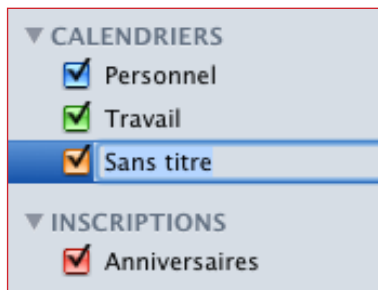 CALENDRIERS
Personnel
Travail
Sans titre
INSCRIPTIONS
Anniversaires